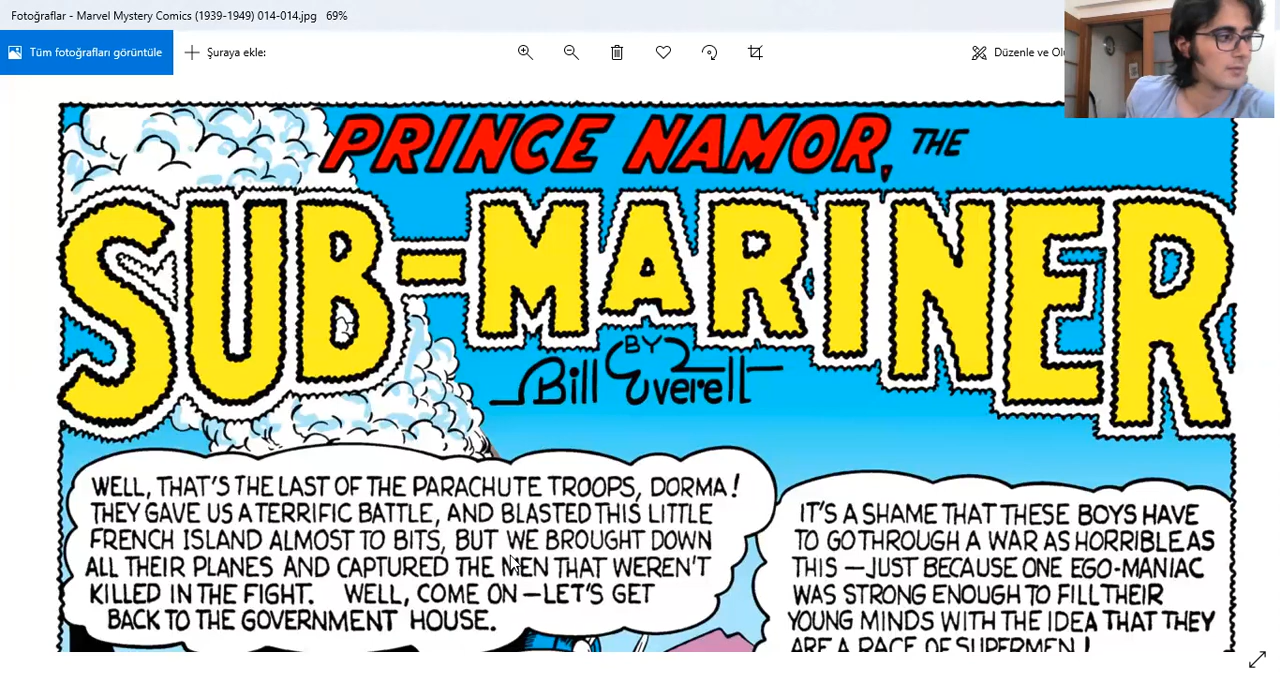 Fotoğraflar - Marvel Mystery Comics (1939-1949) 014-014.jpg   69%
Tüm fotoğrafları görüntüle
Şuraya ekle:
Düzenle ve
PRINCE NAMOR, THE
SUB-MARINER
BY
Bill Everett
WELL, THAT'S THE LAST OF THE PARACHUTE TROOPS, DORMA!
THEY GAVE US A TERRIFIC BATTLE, AND BLASTED THIS LITTLE
FRENCH ISLAND ALMOST TO BITS, BUT WE BROUGHT DOWN
ALL THEIR PLANES AND CAPTURED THE MEN THAT WEREN'T
KILLED IN THE FIGHT. WELL, COME ON—LET'S GET
BACK TO THE GOVERNMENT HOUSE.
IT'S A SHAME THAT THESE BOYS HAVE
TO GO THROUGH A WAR AS HORRIBLE AS
THIS —JUST BECAUSE ONE EGO-MANIAC
WAS STRONG ENOUGH TO FILL THEIR
YOUNG MINDS WITH THE IDEA THAT THEY
ARE A RACE OF SUPERMEN!